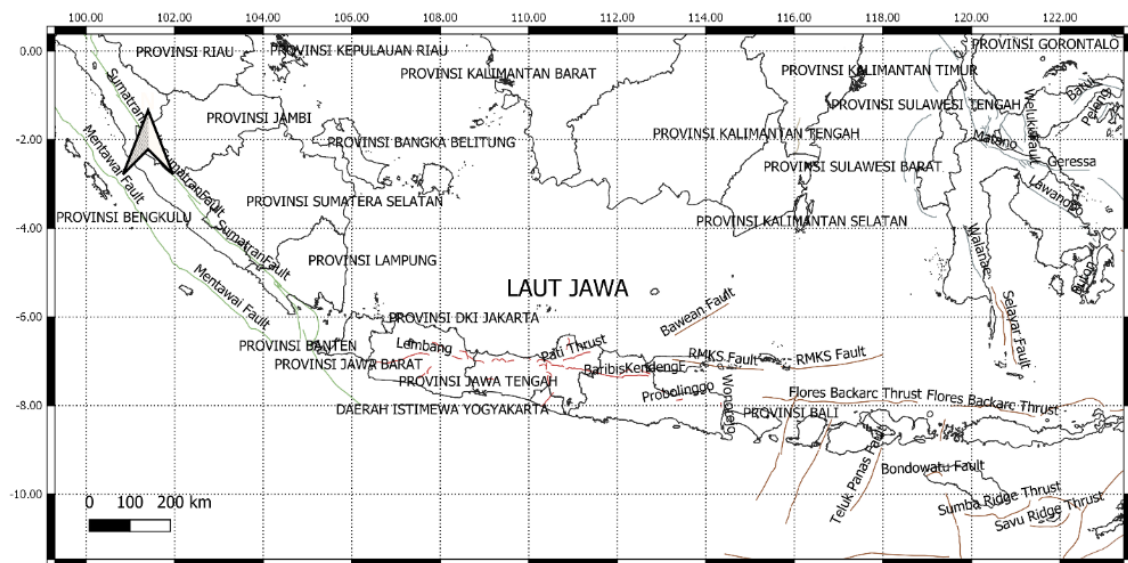 100.00 102.00 104.00 106.00 108.00 110.00 112.00 114.00 116.00 118.00 120.00 122.00
0.00
-2.00
-4.00
-6.00
-8.00
-10.00
PROVINSI RIAU
PROVINSI KEPULAUAN RIAU
PROVINSI KALIMANTAN BARAT
PROVINSI KALIMANTAN TIMUR
PROVINSI GORONTALO
PROVINSI JAMBI
PROVINSI BANGKA BELITUNG
PROVINSI KALIMANTAN TENGAH
PROVINSI SULAWESI TENGAH
PROVINSI SULAWESI BARAT
PROVINSI BENGKULU
PROVINSI SUMATERA SELATAN
PROVINSI KALIMANTAN SELATAN
PROVINSI LAMPUNG
LAUT JAWA
PROVINSI DKI JAKARTA
PROVINSI BANTEN
PROVINSI JAWA BARAT
PROVINSI JAWA TENGAH
DAERAH ISTIMEWA YOGYAKARTA
PROVINSI BALI
Sumatran
SumatranFault
SumatranFault
Mentawai Fault
Mentawai Fault
Batui
Peleng
Matano
Geressa
Lawanopo
Walanae
Buton
Selayar Fault
Bawean Fault
Lembang
Pati Thrust
BaribisKendengF
RMKS Fault
RMKS Fault
Probolinggo
Flores Backarc Thrust
Flores Backarc Thrust
Teluk Panas Fault
Bondowatu Fault
Sumba Ridge Thrust
Savu Ridge Thrust
0 100 200 km